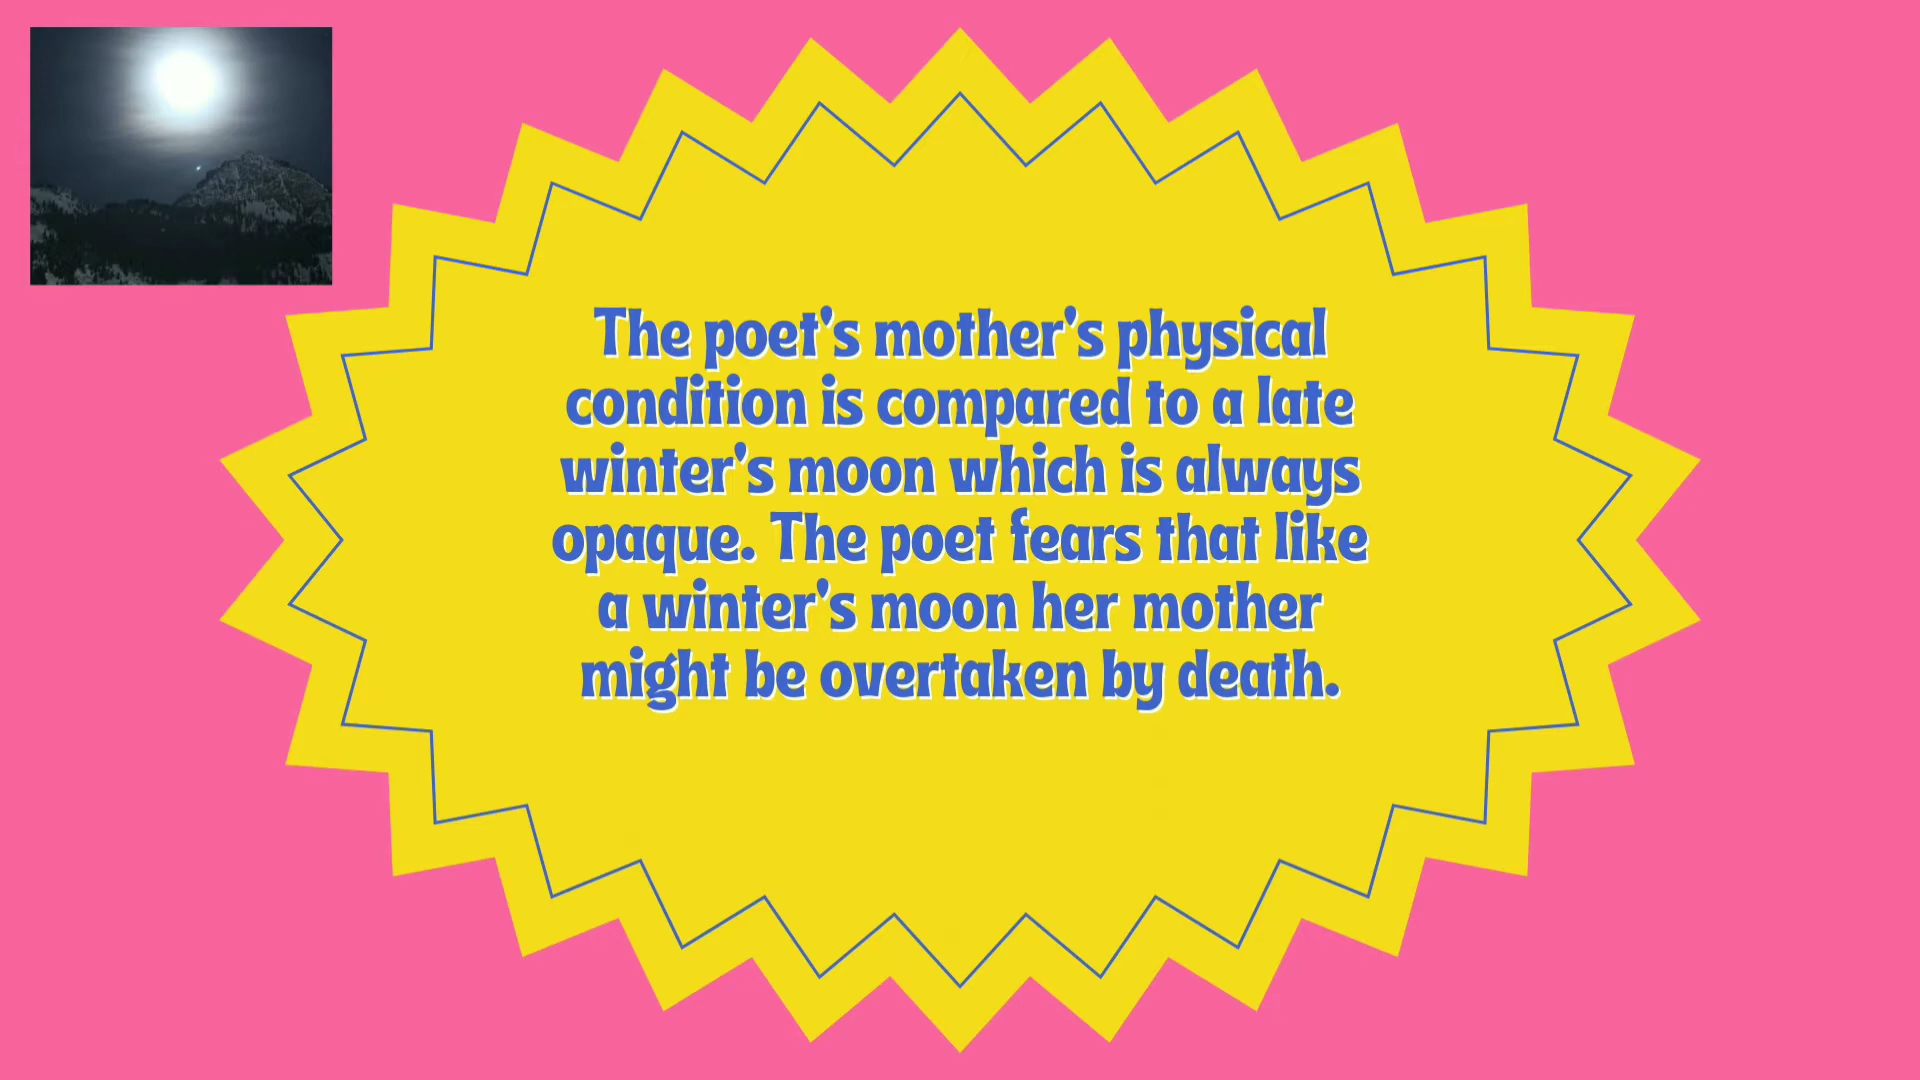 The poet's mother's physical
condition is compared to a late
winter's moon which is always
opaque. The poet fears that like
a winter's moon her mother
might be overtaken by death.